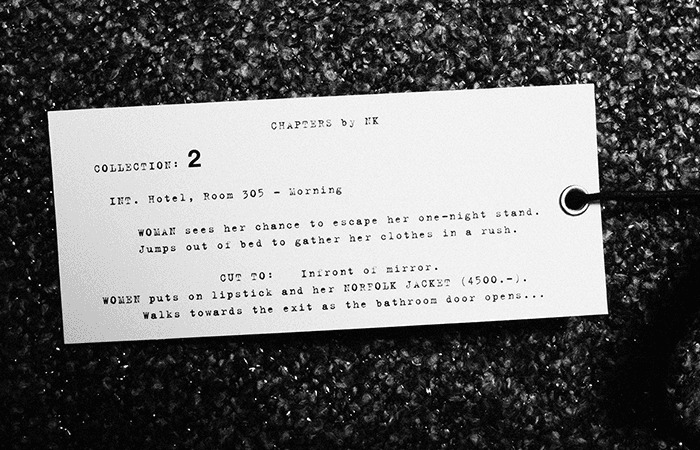 CHAPTERS by NK
COLLECTION: 2
INT. Hotel, Room 305 - Morning
WOMAN sees her chance to escape her one-night stand.
Jumps out of bed to gather her clothes in a rush.
CUT TO: Infront of mirror.
WOMEN puts on lipstick and her NORFOLK JACKET (4500.-).
Walks towards the exit as the bathroom door opens...